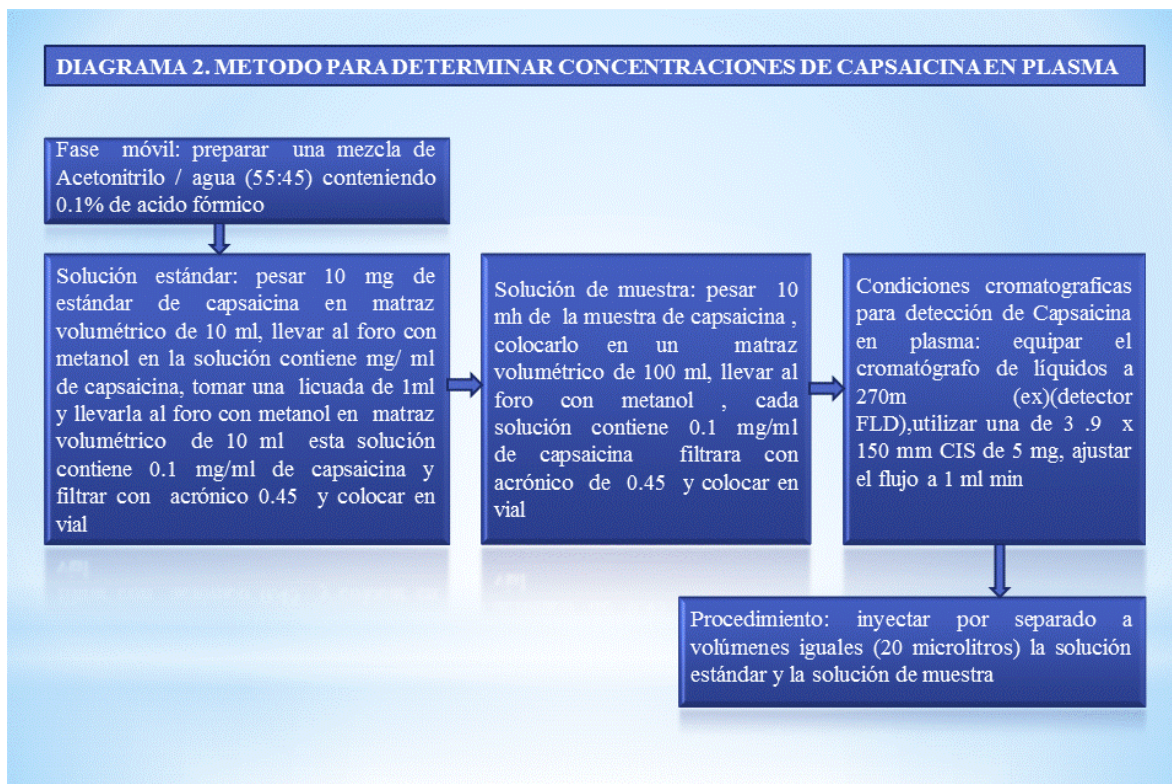 DIAGRAMA 2. METODO PARA DETERMINAR CONCENTRACIONES DE CAPSAICINA EN PLASMA
Fase móvil: preparar una mezcla de
Acetonitrilo / agua (55:45) conteniendo
0.1% de acido fórmico
Solución estándar: pesar 10 mg de
estándar de capsaicina en matraz
volumétrico de 10 ml, llevar al foro con
metanol en la solución contiene mg/ ml
de capsaicina, tomar una licuada de 1ml
y llevarla al foro con metanol en matraz
volumétrico de 10 ml esta solución
contiene 0.1 mg/ml de capsaicina y
filtrar con acrónico 0.45 y colocar en
vial
Solución de muestra: pesar 10
mh de la muestra de capsaicina ,
colocarlo en un matraz
volumétrico de 100 ml, llevar al
foro con metanol , cada
solución contiene 0.1 mg/ml
de capsaicina filtrara con
acrónico de 0.45 y colocar en
vial
Condiciones cromatograficas
para detección de Capsaicina
en plasma: equipar el
cromatógrafo de líquidos a
270m (ex)(detector
FLD),utilizar una de 3 .9 x
150 mm CIS de 5 mg, ajustar
el flujo a 1 ml min
Procedimiento: inyectar por separado a
volúmenes iguales (20 microlitros) la solución
estándar y la solución de muestra